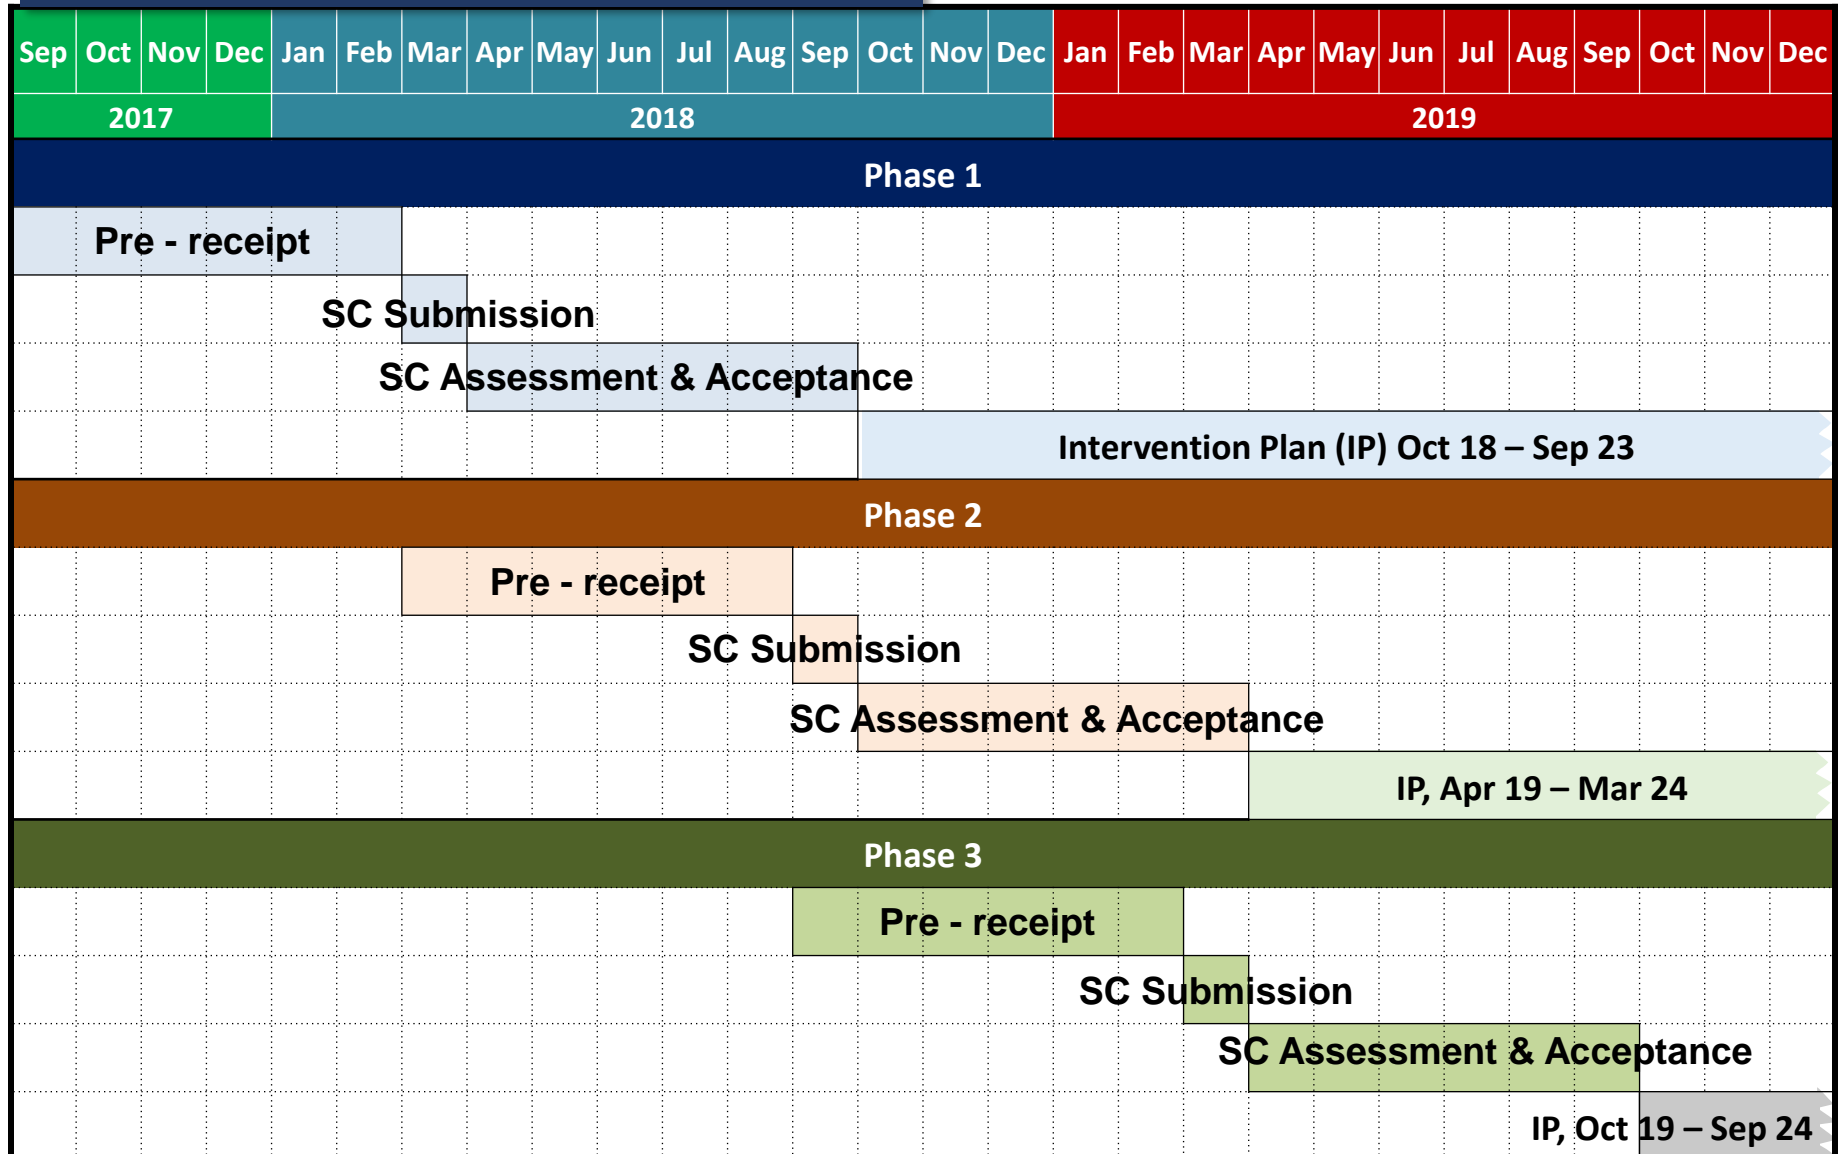 Sep Oct Nov Dec Jan Feb Mar Apr May Jun Jul Aug Sep Oct Nov Dec Jan Feb Mar Apr May Jun Jul Aug Sep Oct Nov Dec
2017 2018 2019
Phase 1
Pre - receipt
SC Submission
SC Assessment & Acceptance
Intervention Plan (IP) Oct 18 – Sep 23
Phase 2
Pre - receipt
SC Submission
SC Assessment & Acceptance
IP, Apr 19 – Mar 24
Phase 3
Pre - receipt
SC Submission
SC Assessment & Acceptance
IP, Oct 19 – Sep 24